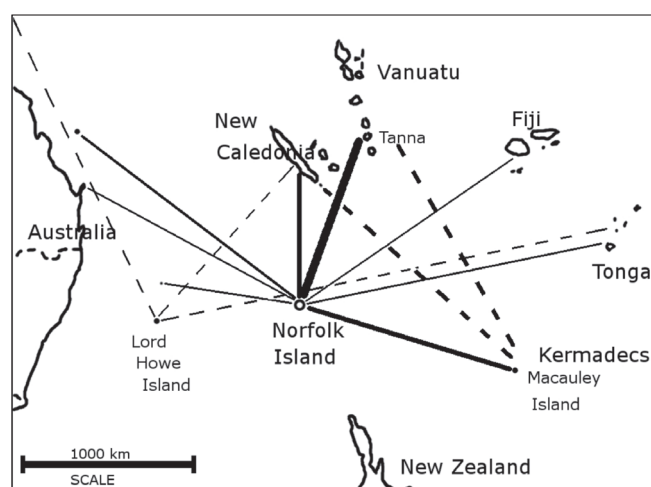 Vanuatu
New
Caledonia
Tanna
Fiji
Australia
Tonga
Norfolk
Island
Lord
Howe
Island
Kermadecs
Macauley
Island
1000 km
SCALE
New Zealand